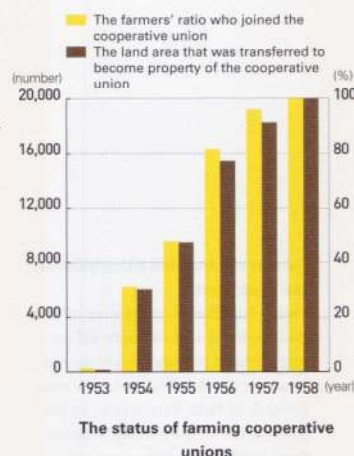 The farmers' ratio who joined the
cooperative union
The land area that was transferred to
become property of the cooperative
union
(number)
(%)
20,000
100
16,000
80
12,000
60
8,000
40
4,000
20
0
0
1953 1954 1955 1956 1957 1958 (year)
The status of farming cooperative
unions